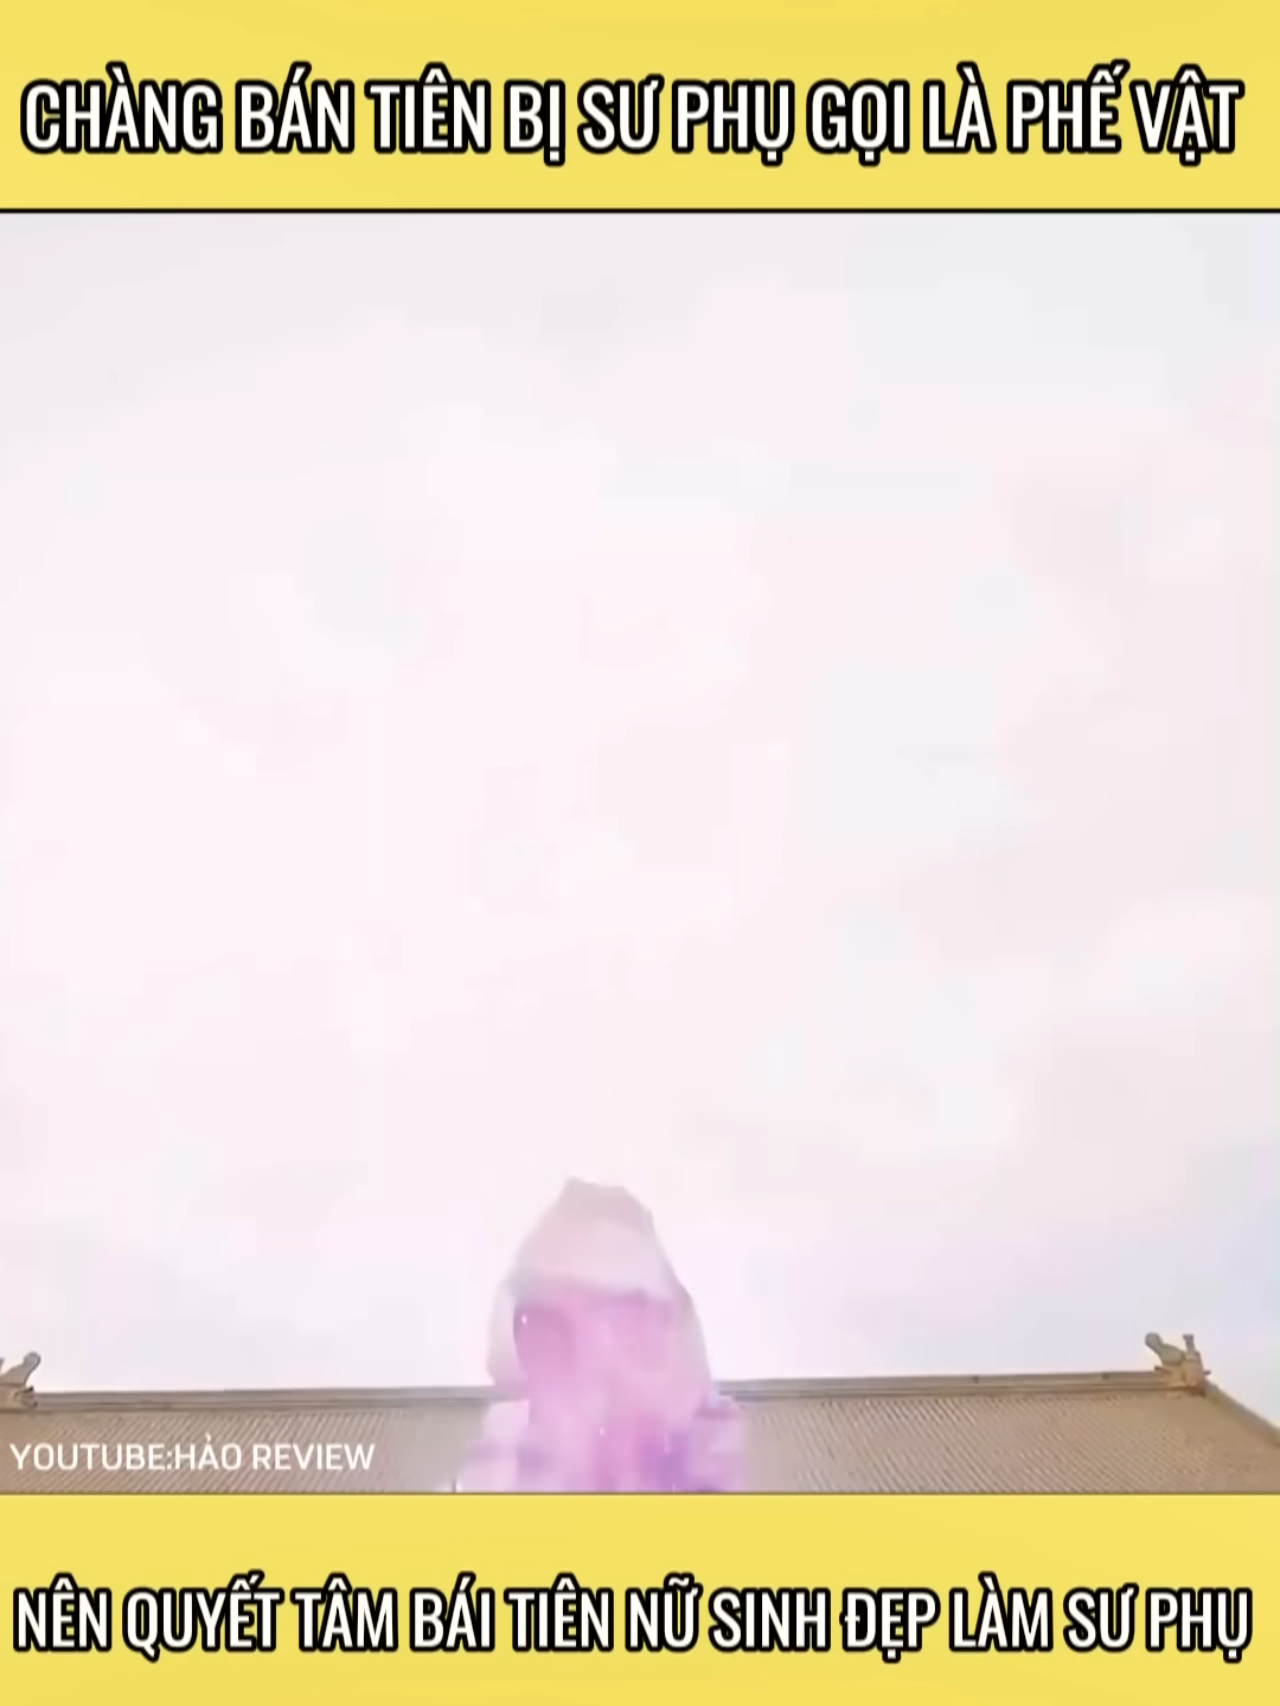 CHÀNG BÁN TIÊN BỊ SƯ PHỤ GỌI LÀ PHẾ VẬT
YOUTUBE:HẢO REVIEW
NÊN QUYẾT TÂM BÁI TIÊN NỮ SINH ĐẸP LÀM SƯ PHỤ